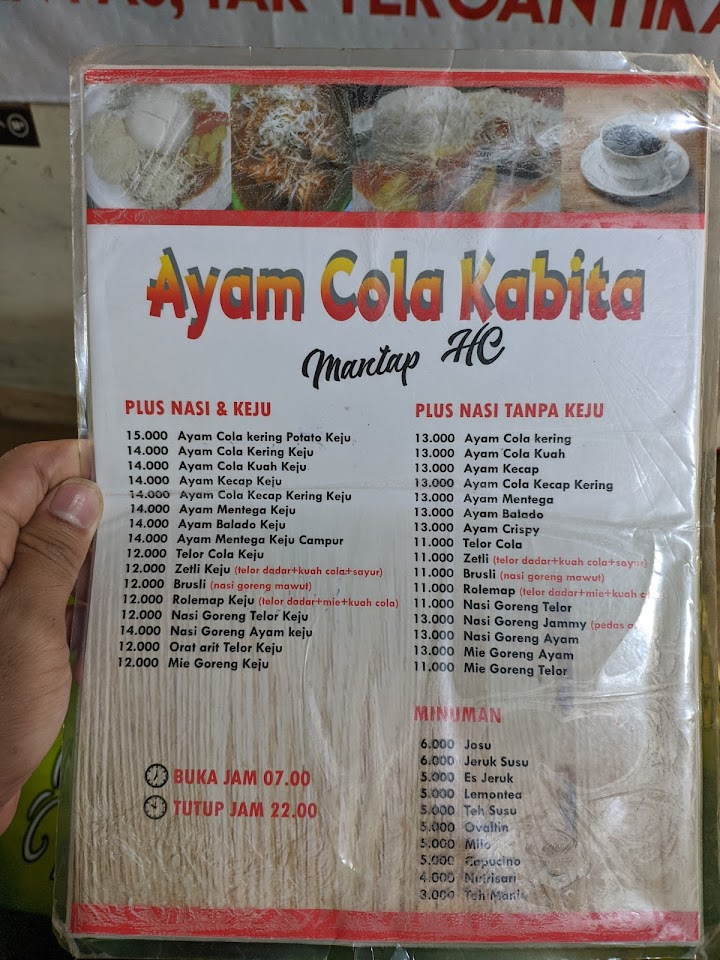 Ayam Cola Kabita
Mantap HC
PLUS NASI & KEJU
15.000 Ayam Cola kering Potato Keju
14.000 Ayam Cola Kering Keju
14.000 Ayam Cola Kuah Keju
14.000 Ayam Kecap Keju
14.000 Ayam Cola Kecap Kering Keju
14.000 Ayam Mentega Keju
14.000 Ayam Balado Keju
14.000 Ayam Mentega Keju Campur
12.000 Telor Cola Keju
12.000 Zetli Keju (telor dadar+kuah cola+sayur)
12.000 Brusli (nasi goreng mawut)
12.000 Rolemap Keju (telor dadar+mie+kuah cola)
12.000 Nasi Goreng Telor Keju
14.000 Nasi Goreng Ayam keju
12.000 Orat arit Telor Keju
12.000 Mie Goreng Keju
BUKA JAM 07.00
TUTUP JAM 22.00
PLUS NASI TANPA KEJU
13.000 Ayam Cola kering
13.000 Ayam Cola Kuah
13.000 Ayam Kecap
13.000 Ayam Cola Kecap Kering
13.000 Ayam Mentega
13.000 Ayam Balado
13.000 Ayam Crispy
11.000 Telor Cola
11.000 Zetli (telor dadar+kuah cola+sayur)
11.000 Brusli (nasi goreng mawut)
11.000 Rolemap (telor dadar+mie+kuah
11.000 Nasi Goreng Telor
13.000 Nasi Goreng Jammy (pedas
13.000 Nasi Goreng Ayam
13.000 Mie Goreng Ayam
11.000 Mie Goreng Telor
MINUMAN
6.000 Josu
6.000 Jeruk Susu
5.000 Es Jeruk
5.000 Lemontea
5.000 Teh Susu
5.000 Ovaltin
5.000 Milo
5.000 Capucino
4.000 Nutrisari
3.000 Teh Manis